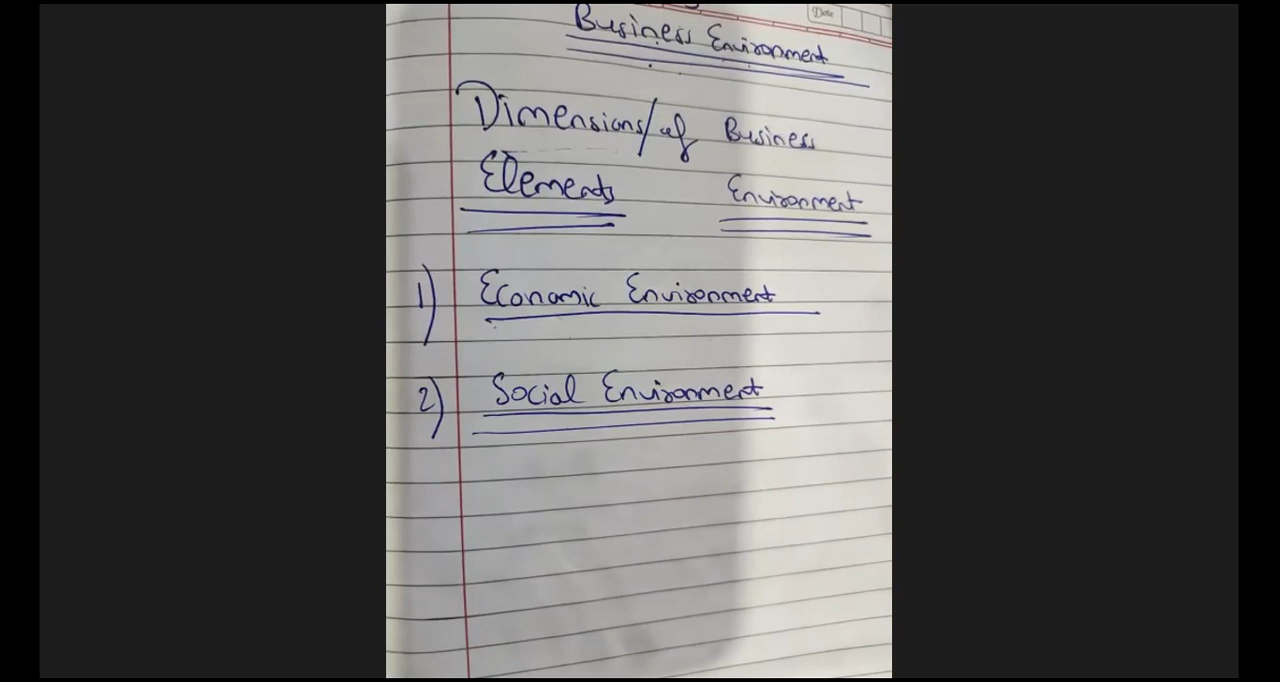 Date
Business Environment
Dimensions/ of Business
Elements Environment
1) Economic Environment
2) Social Environment